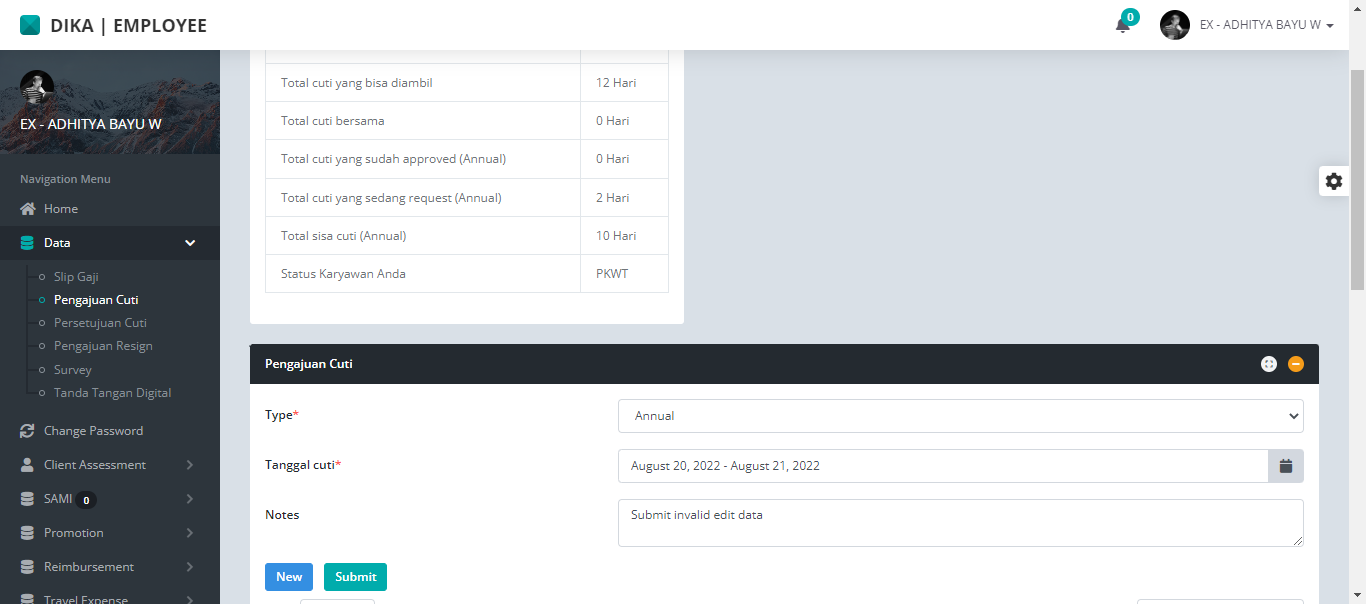 DIKA | EMPLOYEE
0
EX - ADHITYA BAYU W
EX - ADHITYA BAYU W
Navigation Menu
Home
Data
Slip Gaji
Pengajuan Cuti
Persetujuan Cuti
Pengajuan Resign
Survey
Tanda Tangan Digital
Change Password
Client Assessment
SAMI 0
Promotion
Reimbursement
Travel Expense
Total cuti yang bisa diambil 12 Hari
Total cuti bersama 0 Hari
Total cuti yang sudah approved (Annual) 0 Hari
Total cuti yang sedang request (Annual) 2 Hari
Total sisa cuti (Annual) 10 Hari
Status Karyawan Anda PKWT
Pengajuan Cuti
Type* Annual
Tanggal cuti* August 20, 2022 - August 21, 2022
Notes Submit invalid edit data
New Submit